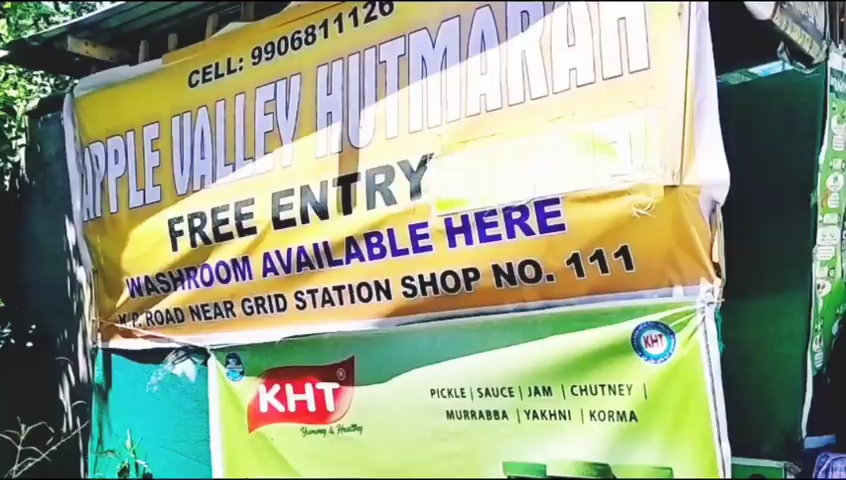 CELL: 9906811126
APPLE VALLEY HUTMARAH
FREE ENTRY
WASHROOM AVAILABLE HERE
K.P. ROAD NEAR GRID STATION SHOP NO. 111
KHT®
Yummy & Healthy
KHT
PICKLE | SAUCE | JAM | CHUTNEY |
MURRABBA | YAKHNI | KORMA